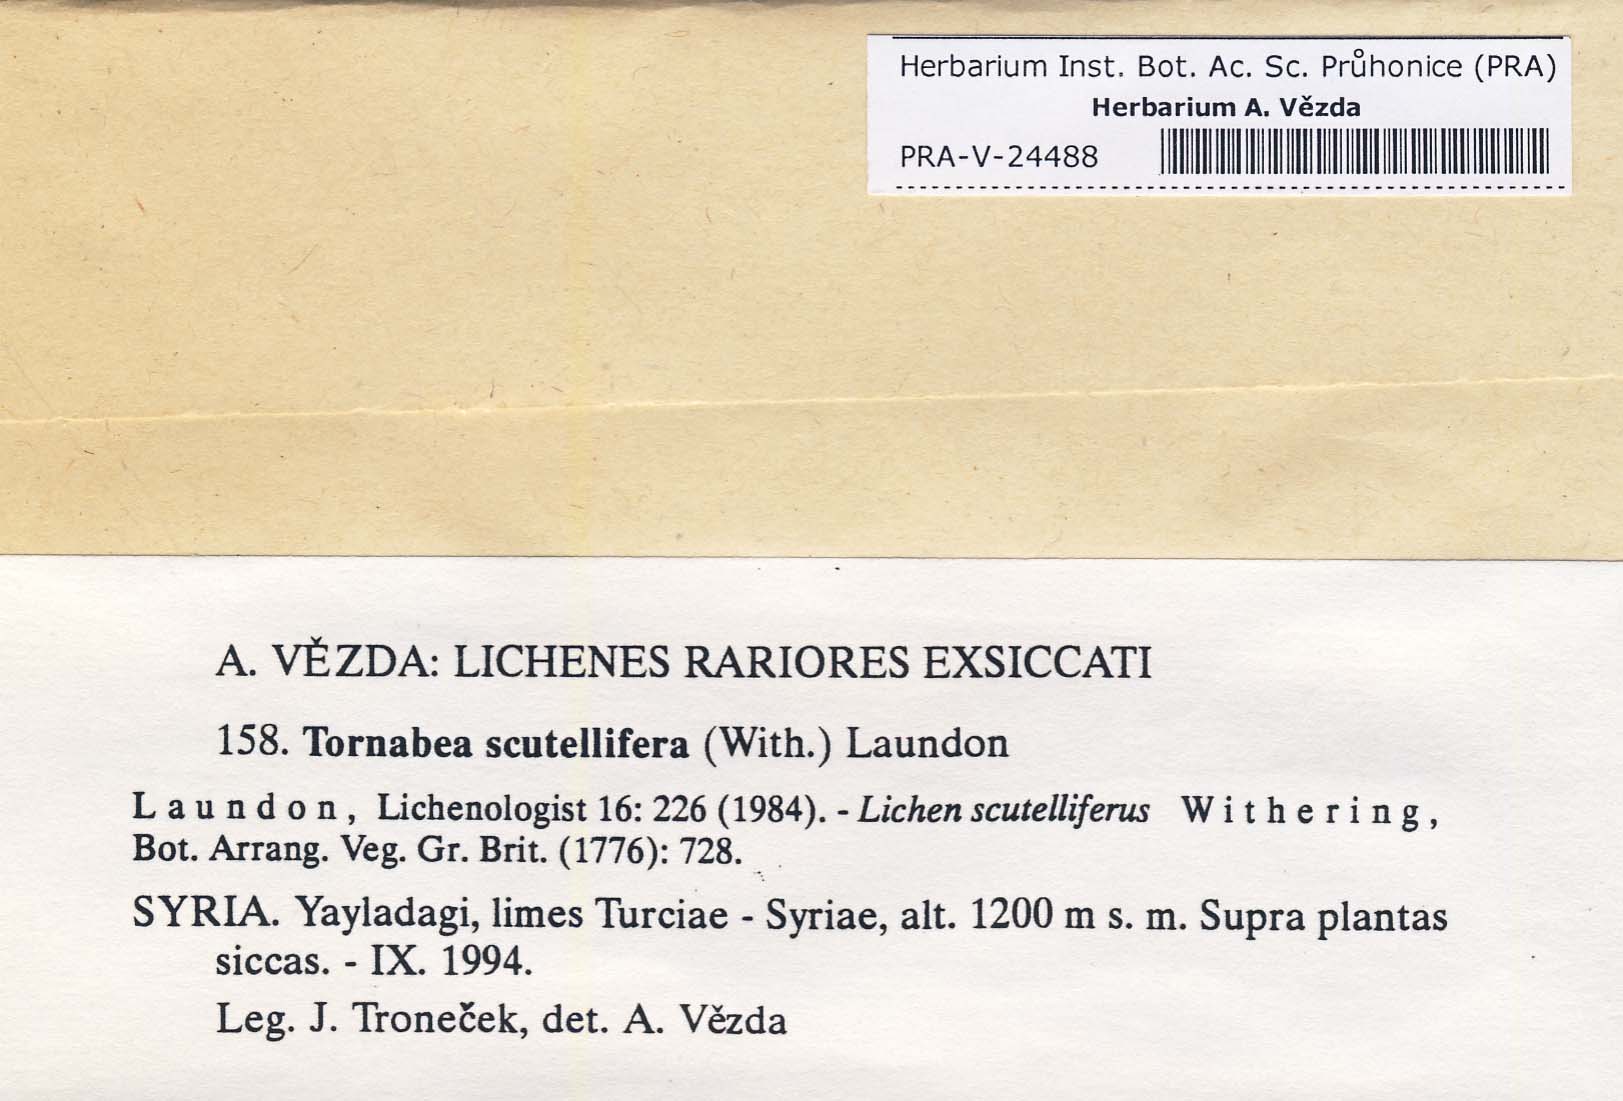 Herbarium Inst. Bot. Ac. Sc. Průhonice (PRA)
Herbarium A. Vězda
PRA-V-24488
A. VĚZDA: LICHENES RARIORES EXSICCATI
158. Tornabea scutellifera (With.) Laundon
Laundon, Lichenologist 16: 226 (1984). - Lichen scutelliferus Withering,
Bot. Arrang. Veg. Gr. Brit. (1776): 728.
SYRIA. Yayladagi, limes Turciae - Syriae, alt. 1200 m s. m. Supra plantas
siccas. - IX. 1994.
Leg. J. Troneček, det. A. Vězda